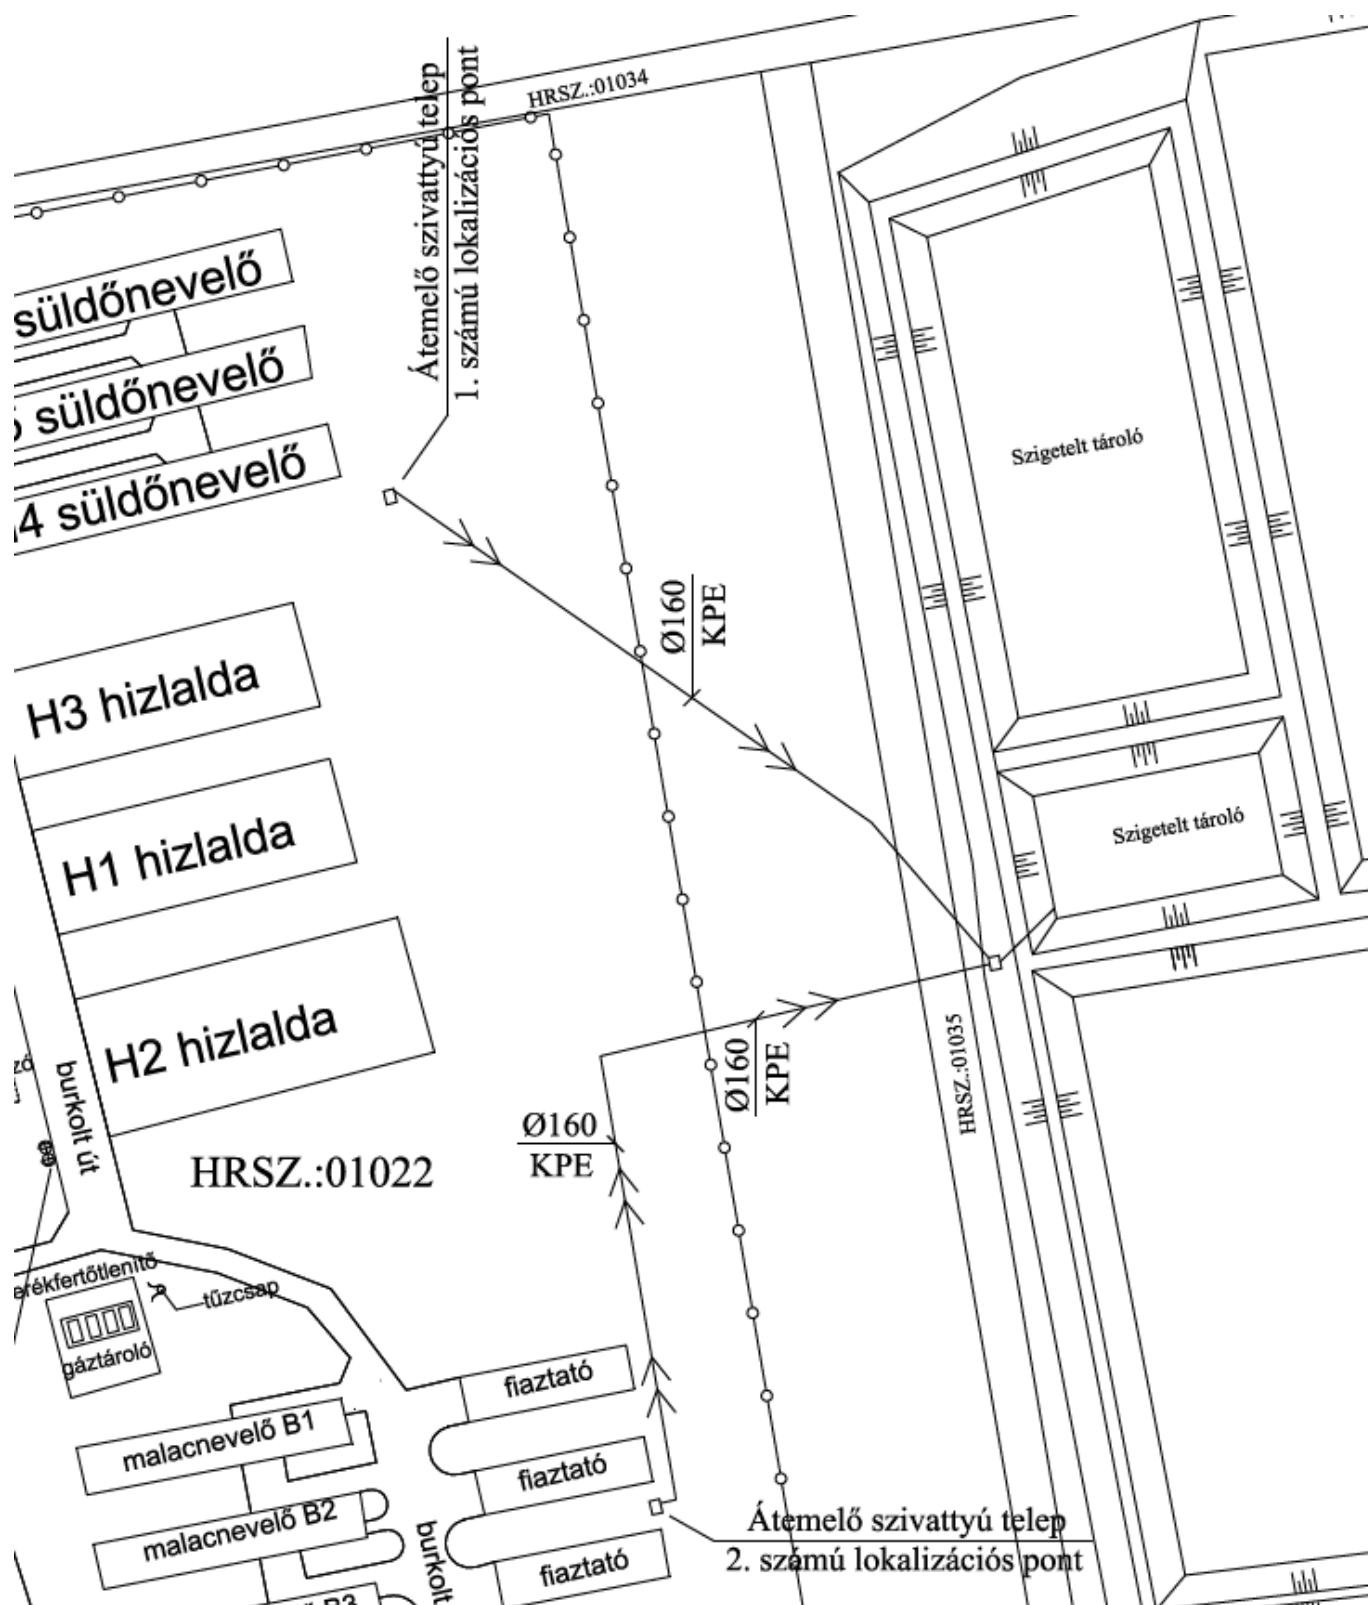 HRSZ.:01034
Átemelő szivattyú telep
1. számú lokalizációs pont
süldőnevelő
süldőnevelő
4 süldőnevelő
Szigetelt tároló
Ø160
KPE
H3 hizlalda
H1 hizlalda
Szigetelt tároló
H2 hizlalda
Ø160
KPE
HRSZ.:01035
burkolt út
Ø160
KPE
HRSZ.:01022
erékfertőtlenítő
tűzcsap
gáztároló
fiaztató
malacnevelő B1
fiaztató
malacnevelő B2
burkolt
Átemelő szivattyú telep
2. számú lokalizációs pont
fiaztató